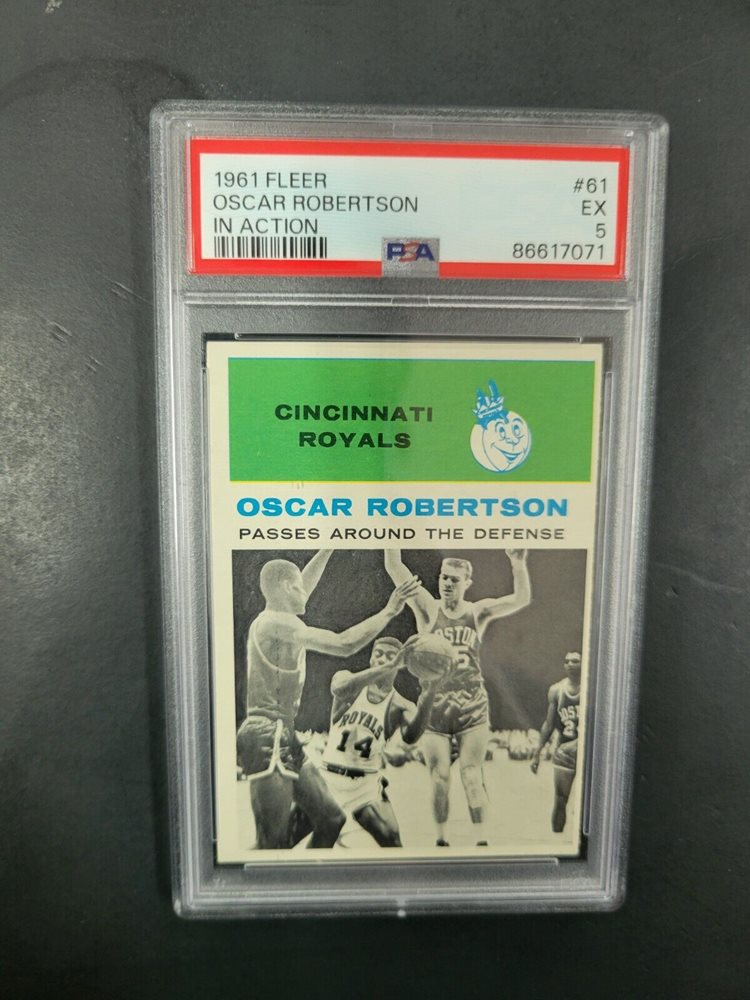 1961 FLEER
OSCAR ROBERTSON
IN ACTION
#61
EX
5
86617071
PSA
CINCINNATI
ROYALS
OSCAR ROBERTSON
PASSES AROUND THE DEFENSE
ROYALS
14